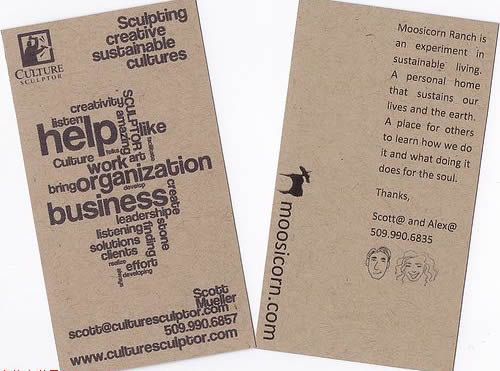 CULTURE
SCULPTOR
Sculpting
creative
sustainable
cultures
creativity
listen
SCULPTOR
amazing
help
like
Culture
work
art
bring
organization
develop
business
create
leadership
listening
finding
stone
solutions
clients
realize
effort
design
developing
Scott
Mueller
scott@culturesculptor.com
509.990.6857
www.culturesculptor.com
Moosicorn Ranch is
an experiment in
sustainable living.
A personal home
that sustains our
lives and the earth.
A place for others
to learn how we do
it and what doing it
does for the soul.
Thanks,
Scott@ and Alex@
509.990.6835
moosicorn.com